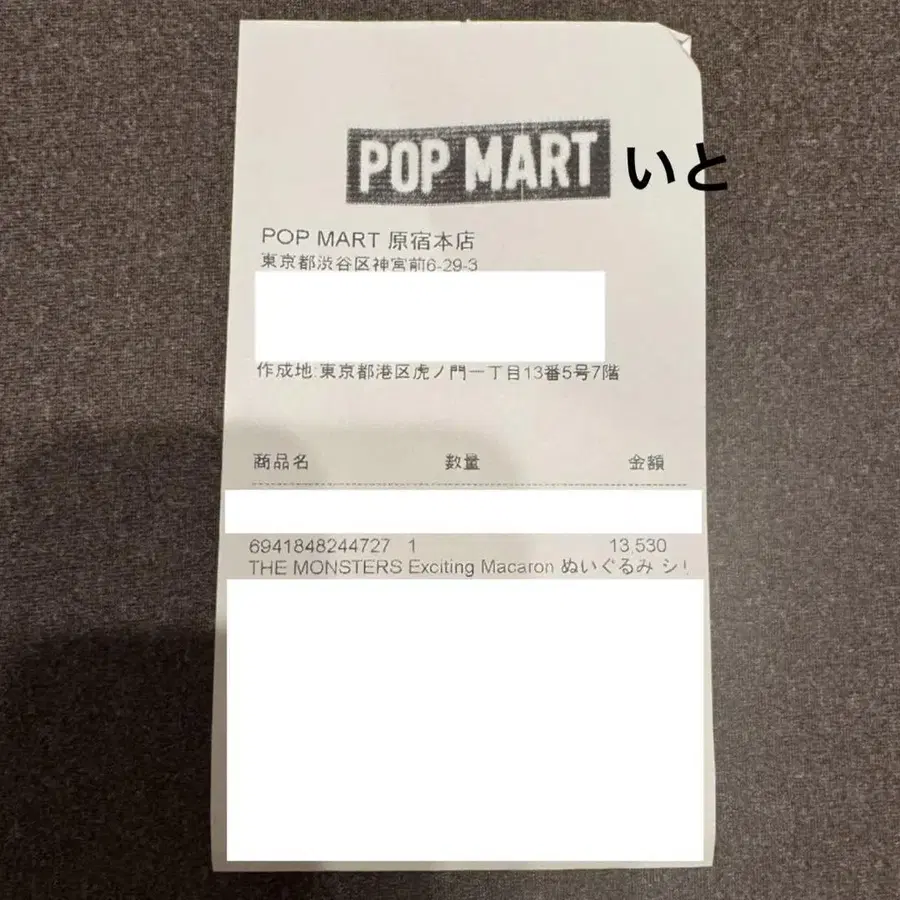 POP MART いと
POP MART 原宿本店
東京都渋谷区神宮前6-29-3
作成地:東京都港区虎ノ門一丁目13番5号7階
商品名 数量 金額
6941848244727 1 13,530
THE MONSTERS Exciting Macaron ぬいぐるみ シリ